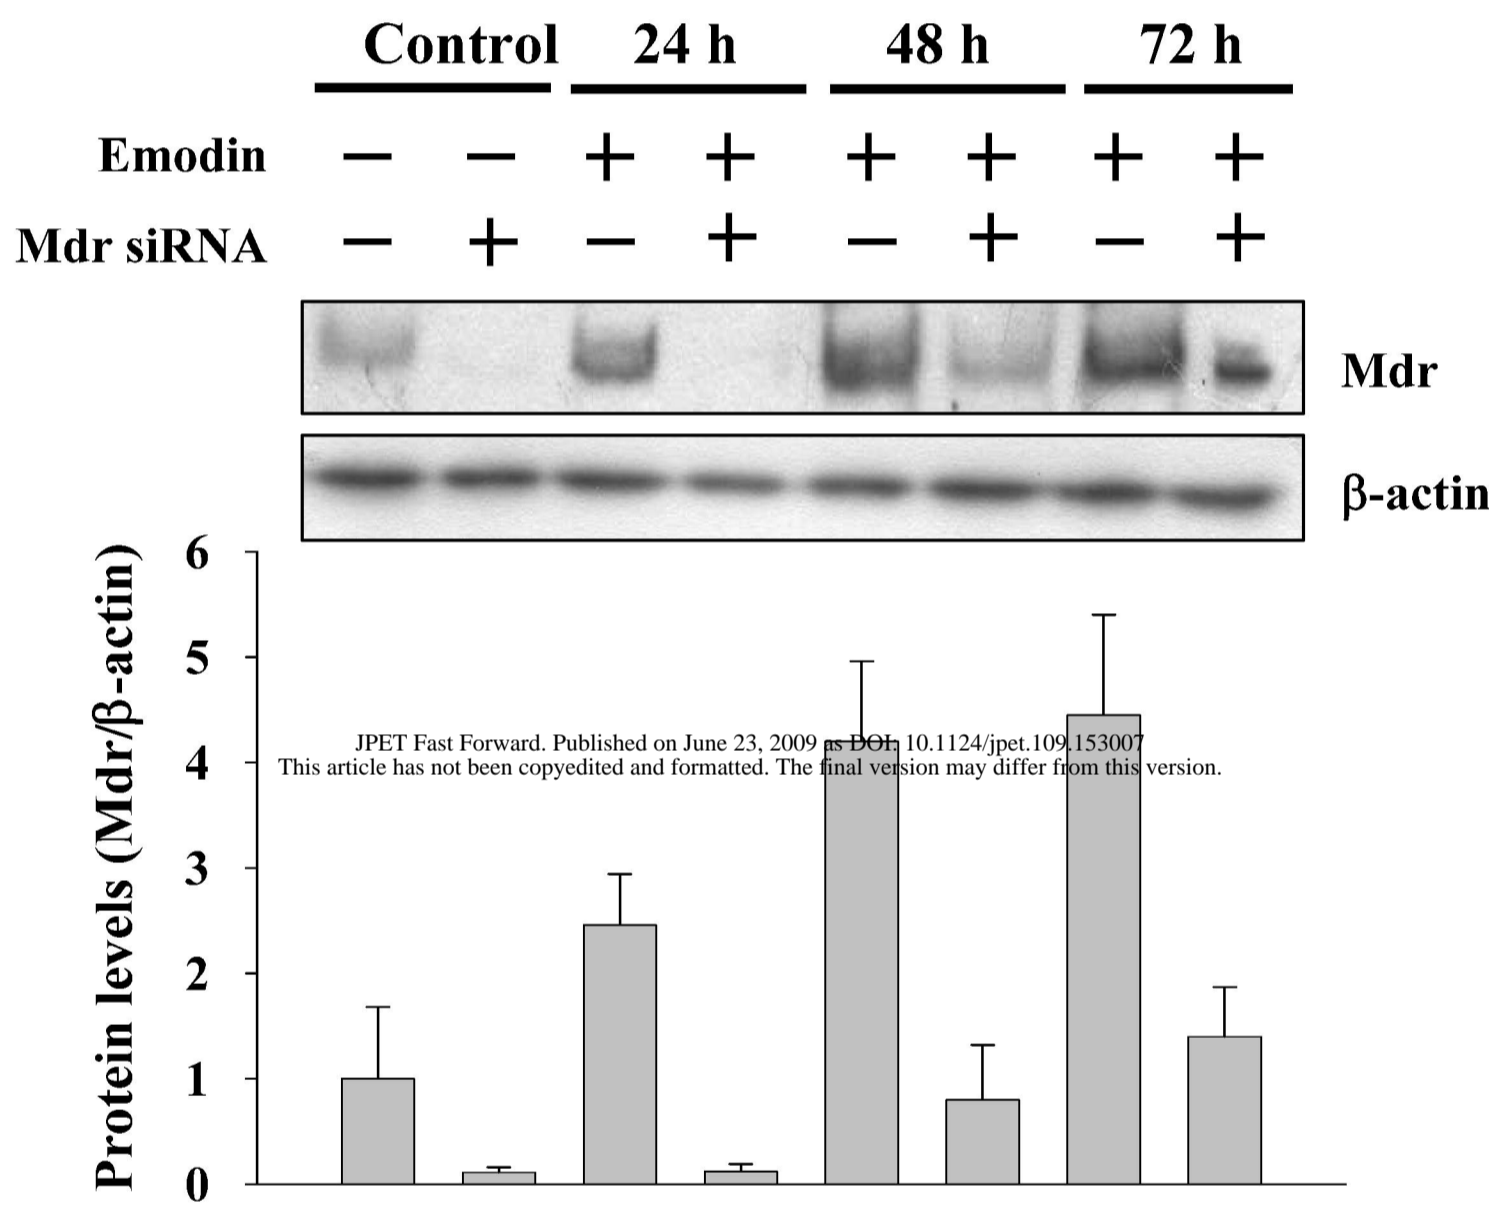 Control 24 h 48 h 72 h
Emodin − − + + + + + +
Mdr siRNA − + − + − + − +
Mdr
β-actin
Protein levels (Mdr/β-actin)
6
5
4
3
2
1
0
JPET Fast Forward. Published on June 23, 2009 as DOI: 10.1124/jpet.109.153007
This article has not been copyedited and formatted. The final version may differ from this version.